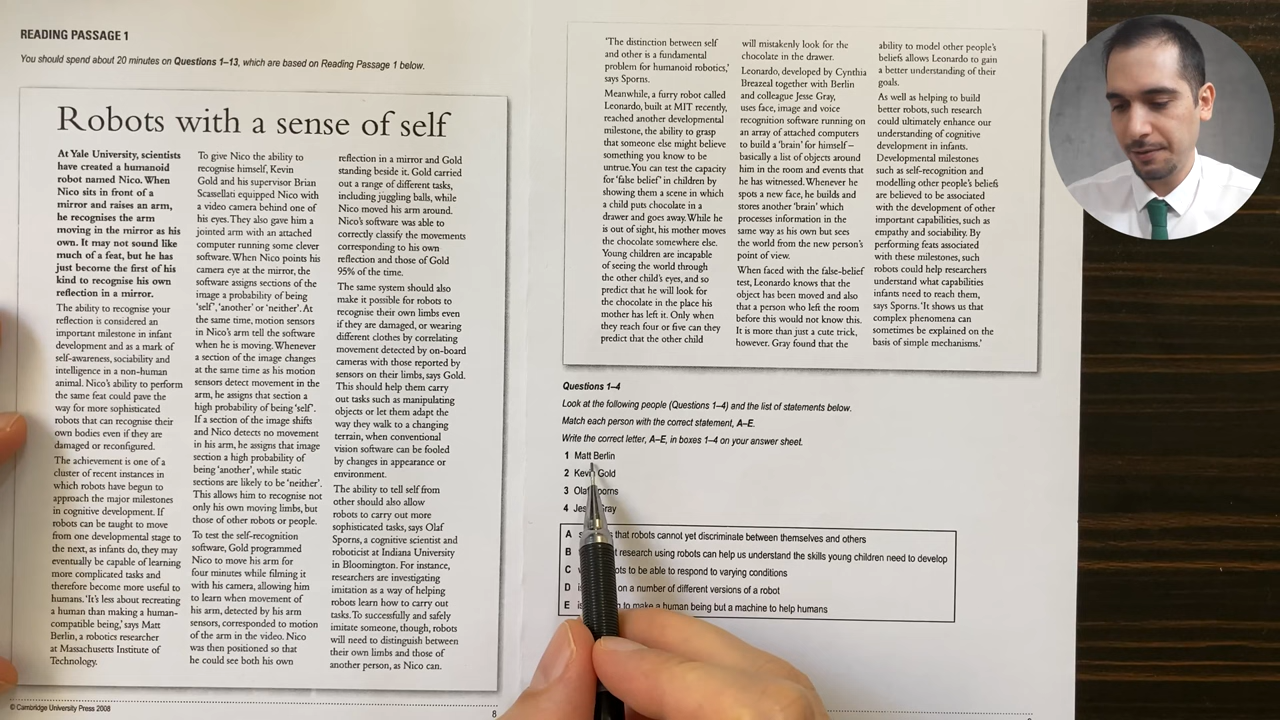 READING PASSAGE 1
You should spend about 20 minutes on Questions 1–13, which are based on Reading Passage 1 below.
Robots with a sense of self
At Yale University, scientists
have created a humanoid
robot named Nico. When
Nico sits in front of a
mirror and raises an arm,
he recognises the arm
moving in the mirror as his
own. It may not sound like
much of a feat, but he has
just become the first of his
kind to recognise his own
reflection in a mirror.
The ability to recognise your
reflection is considered an
important milestone in infant
development and as a mark of
self-awareness, sociability and
intelligence in a non-human
animal. Nico's ability to perform
the same feat could pave the
way for more sophisticated
robots that can recognise their
own bodies even if they are
damaged or reconfigured.
The achievement is one of a
cluster of recent instances in
which robots have begun to
approach the major milestones
in cognitive development. If
robots can be taught to move
from one developmental stage to
the next, as infants do, they may
eventually be capable of learning
more complicated tasks and
therefore become more useful to
humans. 'It's less about recreating
a human than making a human-
compatible being,' says Matt
Berlin, a robotics researcher
at Massachusetts Institute of
Technology.
To give Nico the ability to
recognise himself, Kevin
Gold and his supervisor Brian
Scassellati equipped Nico with
a video camera behind one of
his eyes. They also gave him a
jointed arm with an attached
computer running some clever
software. When Nico points his
camera eye at the mirror, the
software assigns sections of the
image a probability of being
'self', 'another' or 'neither'. At
the same time, motion sensors
in Nico's arm tell the software
when he is moving. Whenever
a section of the image changes
at the same time as his motion
sensors detect movement in the
arm, he assigns that section a
high probability of being 'self'.
If a section of the image shifts
and Nico detects no movement
in his arm, he assigns that image
section a high probability of
being 'another', while static
sections are likely to be 'neither'.
This allows him to recognise not
only his own moving limbs, but
those of other robots or people.
To test the self-recognition
software, Gold programmed
Nico to move his arm for
four minutes while filming it
with his camera, allowing him
to learn when movement of
his arm, detected by his arm
sensors, corresponded to motion
of the arm in the video. Nico
was then positioned so that
he could see both his own
reflection in a mirror and Gold
standing beside it. Gold carried
out a range of different tasks,
including juggling balls, while
Nico moved his arm around.
Nico's software was able to
correctly classify the movements
corresponding to his own
reflection and those of Gold
95% of the time.
The same system should also
make it possible for robots to
recognise their own limbs even
if they are damaged, or wearing
different clothes by correlating
movement detected by on-board
cameras with those reported by
sensors on their limbs, says Gold.
This should help them carry
out tasks such as manipulating
objects or let them adapt the
way they walk to a changing
terrain, when conventional
vision software can be fooled
by changes in appearance or
environment.
The ability to tell self from
other should also allow
robots to carry out more
sophisticated tasks, says Olaf
Sporns, a cognitive scientist and
roboticist at Indiana University
in Bloomington. For instance,
researchers are investigating
imitation as a way of helping
robots learn how to carry out
tasks. To successfully and safely
imitate someone, though, robots
will need to distinguish between
their own limbs and those of
another person, as Nico can.
© Cambridge University Press 2008
8
'The distinction between self
and other is a fundamental
problem for humanoid robotics,'
says Sporns.
Meanwhile, a furry robot called
Leonardo, built at MIT recently,
reached another developmental
milestone, the ability to grasp
that someone else might believe
something you know to be
untrue. You can test the capacity
for 'false belief' in children by
showing them a scene in which
a child puts chocolate in a
drawer and goes away. While he
is out of sight, his mother moves
the chocolate somewhere else.
Young children are incapable
of seeing the world through
the other child's eyes, and so
predict that he will look for
the chocolate in the place his
mother has left it. Only when
they reach four or five can they
predict that the other child
will mistakenly look for the
chocolate in the drawer.
Leonardo, developed by Cynthia
Breazeal together with Berlin
and colleague Jesse Gray,
uses face, image and voice
recognition software running on
an array of attached computers
to build a 'brain' for himself –
basically a list of objects around
him in the room and events that
he has witnessed. Whenever he
spots a new face, he builds and
stores another 'brain' which
processes information in the
same way as his own but sees
the world from the new person's
point of view.
When faced with the false-belief
test, Leonardo knows that the
object has been moved and also
that a person who left the room
before this would not know this.
It is more than just a cute trick,
however. Gray found that the
ability to model other people's
beliefs allows Leonardo to gain
a better understanding of their
goals.
As well as helping to build
better robots, such research
could ultimately enhance our
understanding of cognitive
development in infants.
Developmental milestones
such as self-recognition and
modelling other people's beliefs
are believed to be associated
with the development of other
important capabilities, such as
empathy and sociability. By
performing feats associated
with these milestones, such
robots could help researchers
understand what capabilities
infants need to reach them,
says Sporns. 'It shows us that
complex phenomena can
sometimes be explained on the
basis of simple mechanisms.'
Questions 1–4
Look at the following people (Questions 1–4) and the list of statements below.
Match each person with the correct statement, A–E.
Write the correct letter, A–E, in boxes 1–4 on your answer sheet.
1 Matt Berlin
2 Gold
3
4
A that robots cannot yet discriminate between themselves and others
B research using robots can help us understand the skills young children need to develop
C to be able to respond to varying conditions
D on a number of different versions of a robot
E to make a human being but a machine to help humans